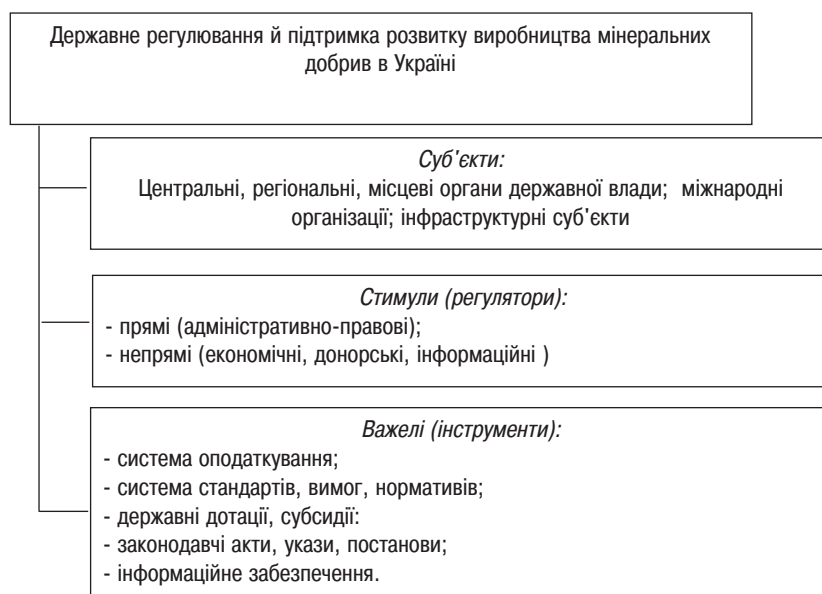 Державне регулювання й підтримка розвитку виробництва мінеральних
добрив в Україні
Суб'єкти:
Центральні, регіональні, місцеві органи державної влади; міжнародні
організації; інфраструктурні суб'єкти
Стимули (регулятори):
- прямі (адміністративно-правові);
- непрямі (економічні, донорські, інформаційні )
Важелі (інструменти):
- система оподаткування;
- система стандартів, вимог, нормативів;
- державні дотації, субсидії:
- законодавчі акти, укази, постанови;
- інформаційне забезпечення.